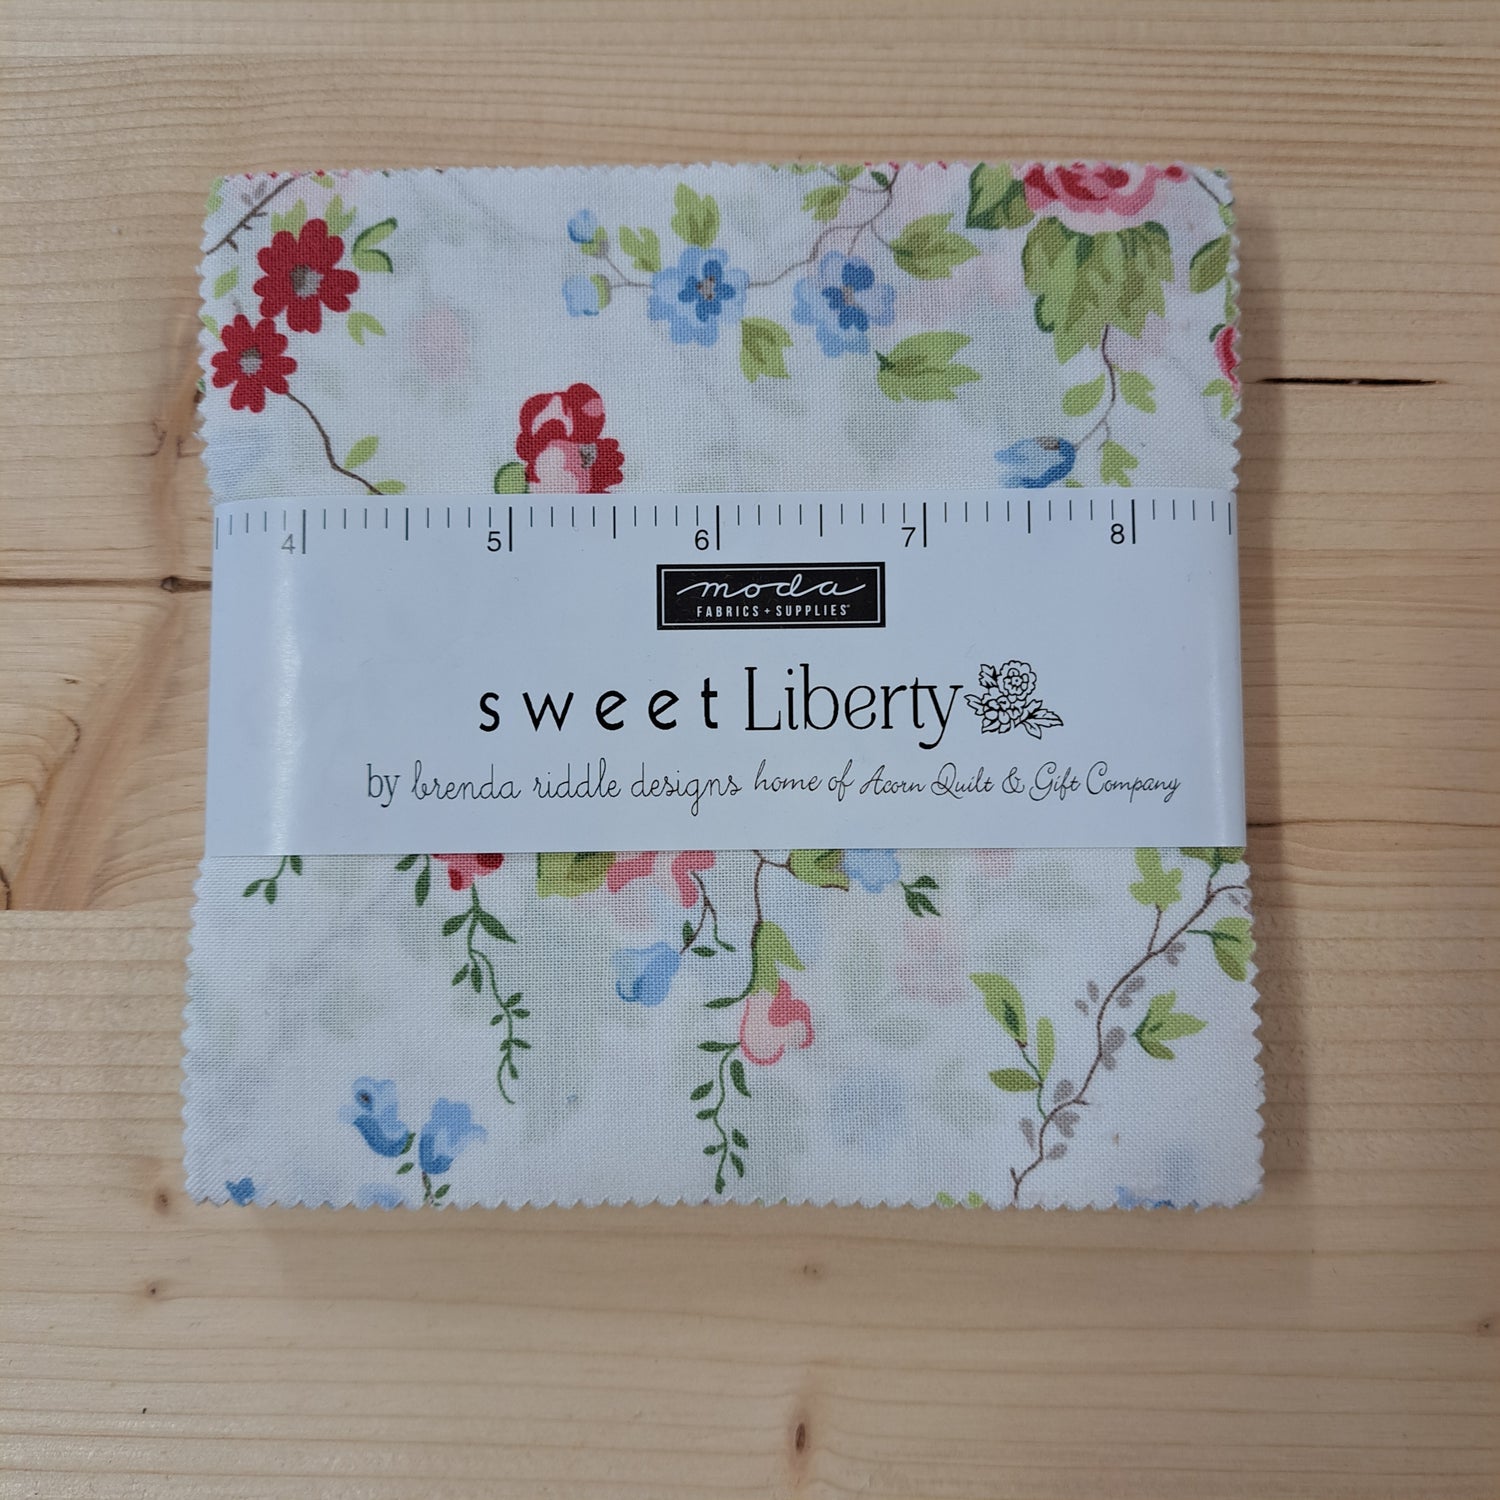 4 5 6 7 8
moda
FABRICS + SUPPLIES
sweet Liberty
by brenda riddle designs home of Acorn Quilt & Gift Company